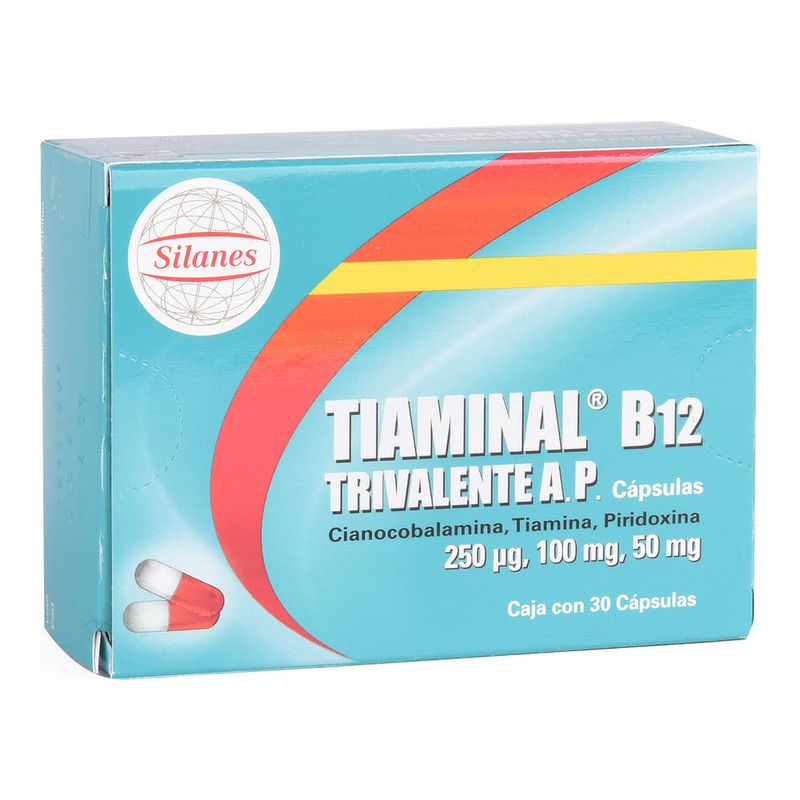 Silanes
TIAMINAL® B12
TRIVALENTE A.P. Cápsulas
Cianocobalamina, Tiamina, Piridoxina
250 µg, 100 mg, 50 mg
Caja con 30 Cápsulas